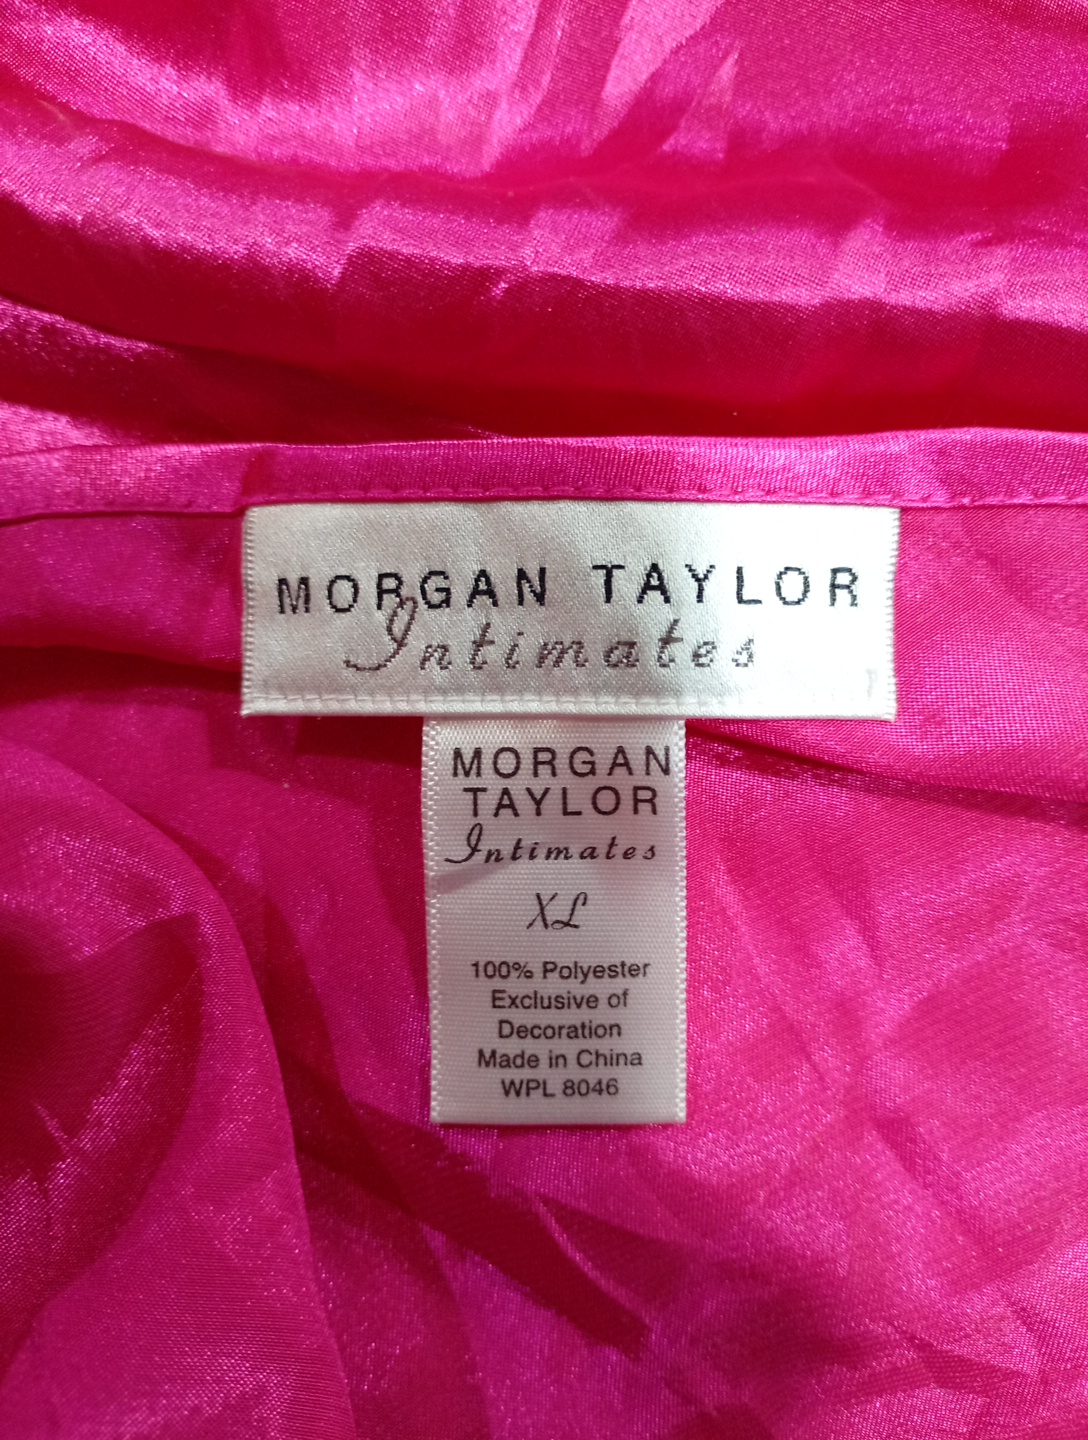 MORGAN TAYLOR
Intimates
MORGAN
TAYLOR
Intimates
XL
100% Polyester
Exclusive of
Decoration
Made in China
WPL 8046